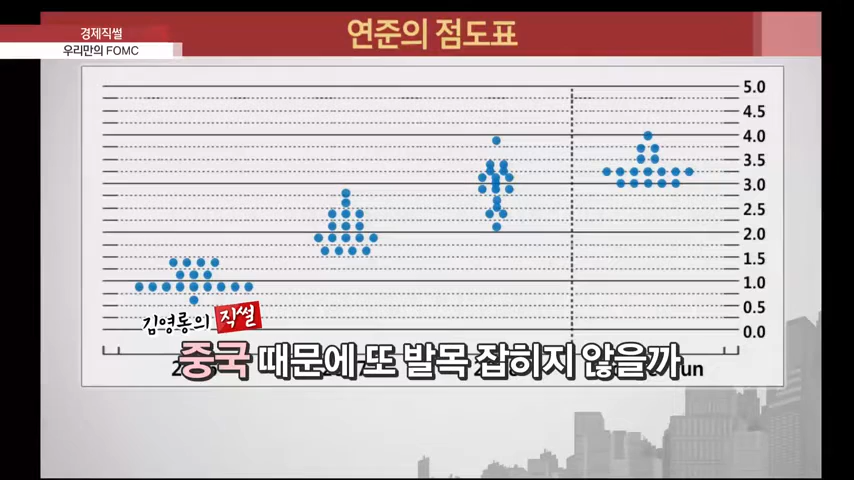 경제직썰
우리만의 FOMC
연준의 점도표
5.0
4.5
4.0
3.5
3.0
2.5
2.0
1.5
1.0
0.5
0.0
김영롱의 직썰
중국 때문에 또 발목 잡히지 않을까
un